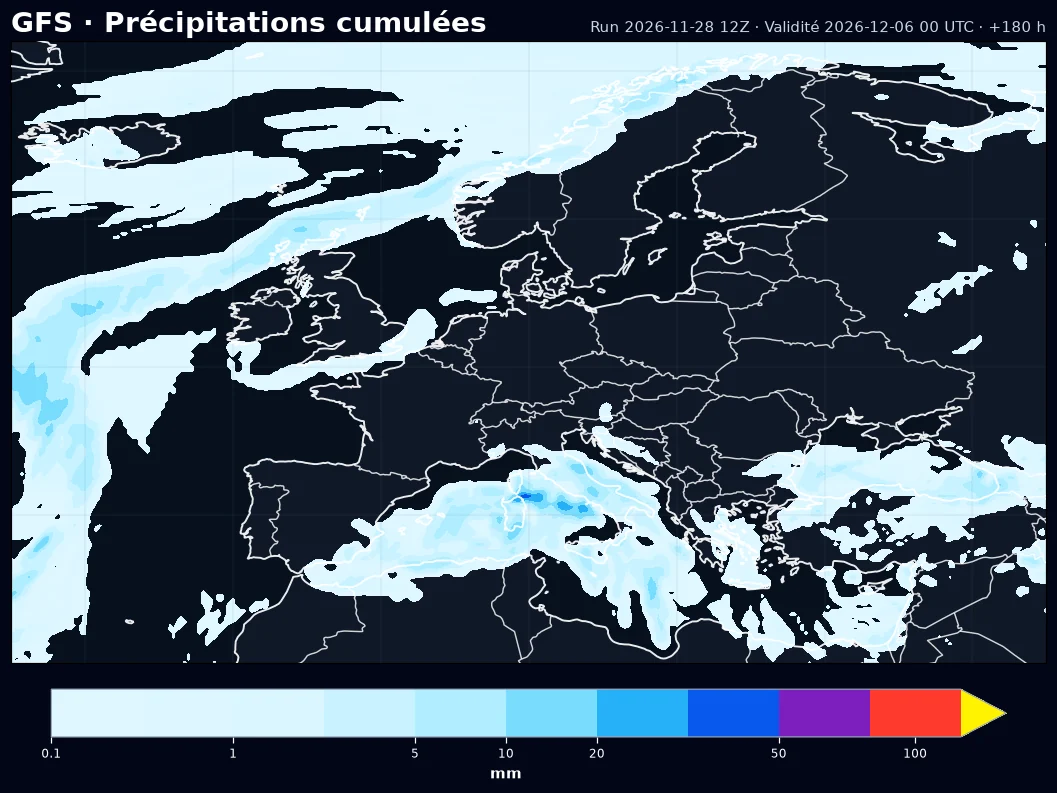 GFS · Précipitations cumulées
Run 2026-11-28 12Z · Validité 2026-12-06 00 UTC · +180 h
0.1 1 5 10 20 50 100
mm